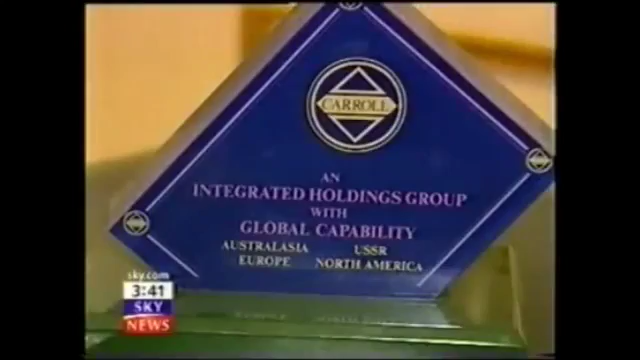 CARROLL
AN
INTEGRATED HOLDINGS GROUP
WITH
GLOBAL CAPABILITY
AUSTRALASIA USSR
EUROPE NORTH AMERICA
sky.com
3:41
SKY
NEWS